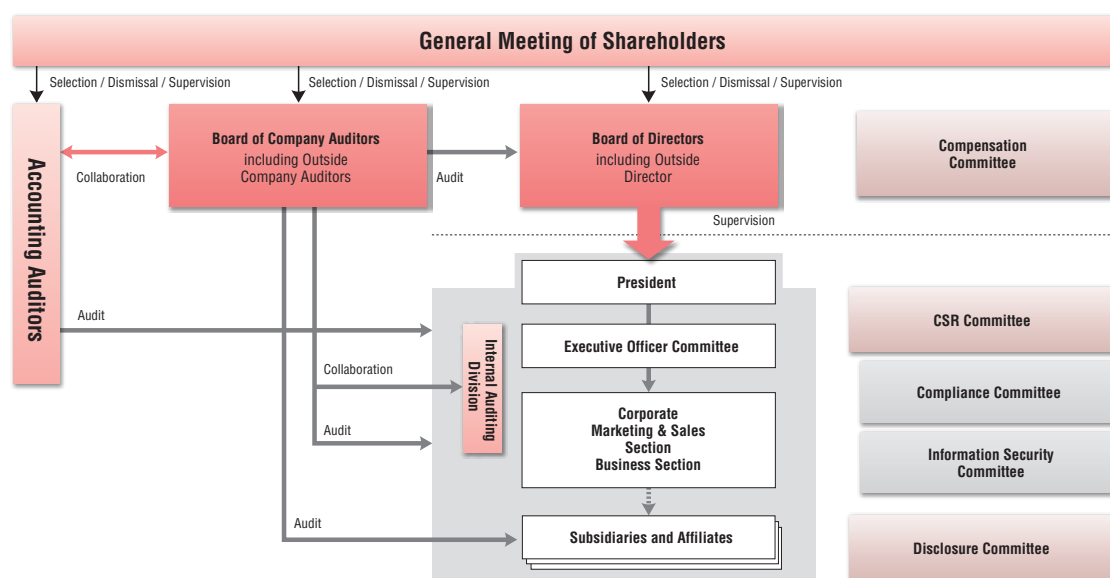 General Meeting of Shareholders
Selection / Dismissal / Supervision
Selection / Dismissal / Supervision
Selection / Dismissal / Supervision
Accounting Auditors
Collaboration
Board of Company Auditors
including Outside
Company Auditors
Audit
Board of Directors
including Outside
Director
Compensation
Committee
Supervision
President
Audit
Executive Officer Committee
CSR Committee
Internal Auditing
Division
Collaboration
Compliance Committee
Corporate
Marketing & Sales
Section
Business Section
Audit
Information Security
Committee
Audit
Subsidiaries and Affiliates
Disclosure Committee